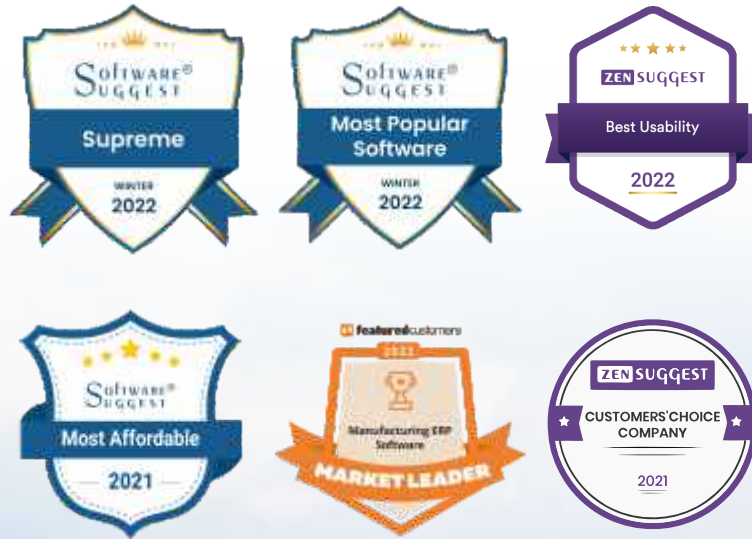 SOFTWARE®
SUGGEST
Supreme
WINTER
2022
SOFTWARE®
SUGGEST
Most Popular
Software
WINTER
2022
ZEN SUGGEST
Best Usability
2022
SOFTWARE®
SUGGEST
Most Affordable
2021
featuredcustomers
2022
Manufacturing ERP
Software
MARKET LEADER
ZEN SUGGEST
CUSTOMERS'CHOICE
COMPANY
2021